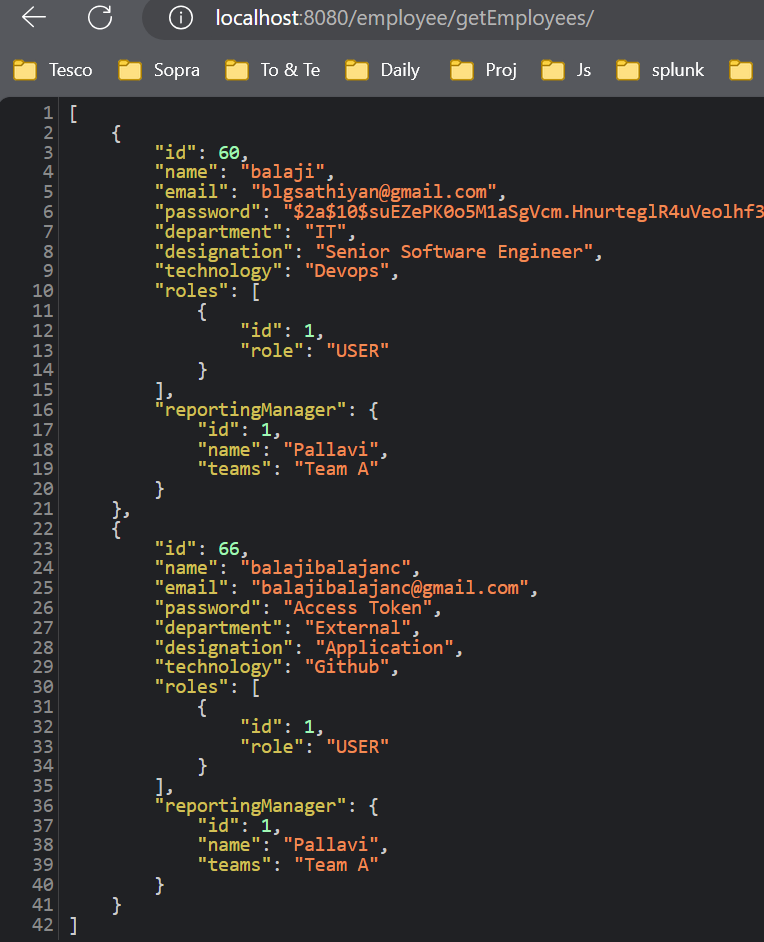 localhost:8080/employee/getEmployees/
Tesco Sopra To & Te Daily Proj Js splunk
1 [
2 {
3 "id": 60,
4 "name": "balaji",
5 "email": "blgsathiyan@gmail.com",
6 "password": "$2a$10$suEZePK0o5M1aSgVcm.HnurteglR4uVeolhf3
7 "department": "IT",
8 "designation": "Senior Software Engineer",
9 "technology": "Devops",
10 "roles": [
11 {
12 "id": 1,
13 "role": "USER"
14 }
15 ],
16 "reportingManager": {
17 "id": 1,
18 "name": "Pallavi",
19 "teams": "Team A"
20 }
21 },
22 {
23 "id": 66,
24 "name": "balajibalajanc",
25 "email": "balajibalajanc@gmail.com",
26 "password": "Access Token",
27 "department": "External",
28 "designation": "Application",
29 "technology": "Github",
30 "roles": [
31 {
32 "id": 1,
33 "role": "USER"
34 }
35 ],
36 "reportingManager": {
37 "id": 1,
38 "name": "Pallavi",
39 "teams": "Team A"
40 }
41 }
42 ]